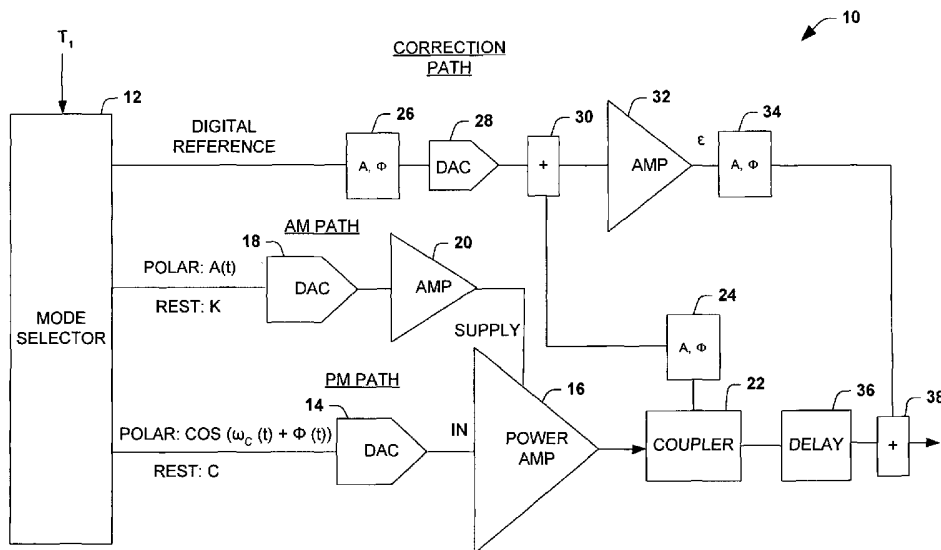 10
T1
CORRECTION
PATH
12
DIGITAL
REFERENCE
26
A, Φ
28
DAC
30
+
32
AMP
ε
34
A, Φ
AM PATH
18
POLAR: A(t)
REST: K
DAC
20
AMP
SUPPLY
MODE
SELECTOR
24
A, Φ
PM PATH
14
POLAR: COS (ωC (t) + Φ (t))
REST: C
DAC
IN
16
POWER
AMP
22
COUPLER
36
DELAY
38
+